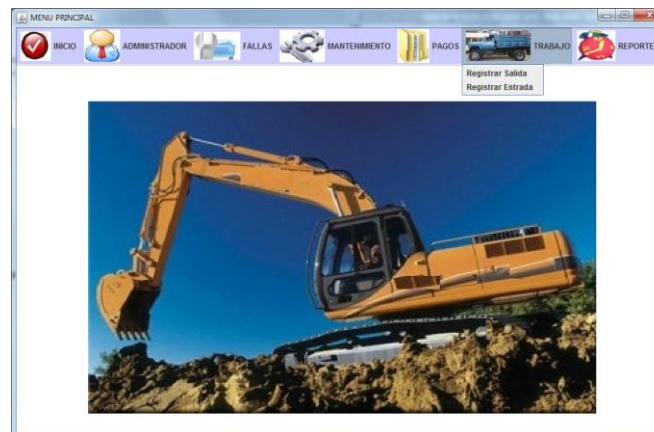 MENU PRINCIPAL
INICIO ADMINISTRADOR FALLAS MANTENIMIENTO PAGOS TRABAJO REPORTE
Registrar Salida
Registrar Entrada